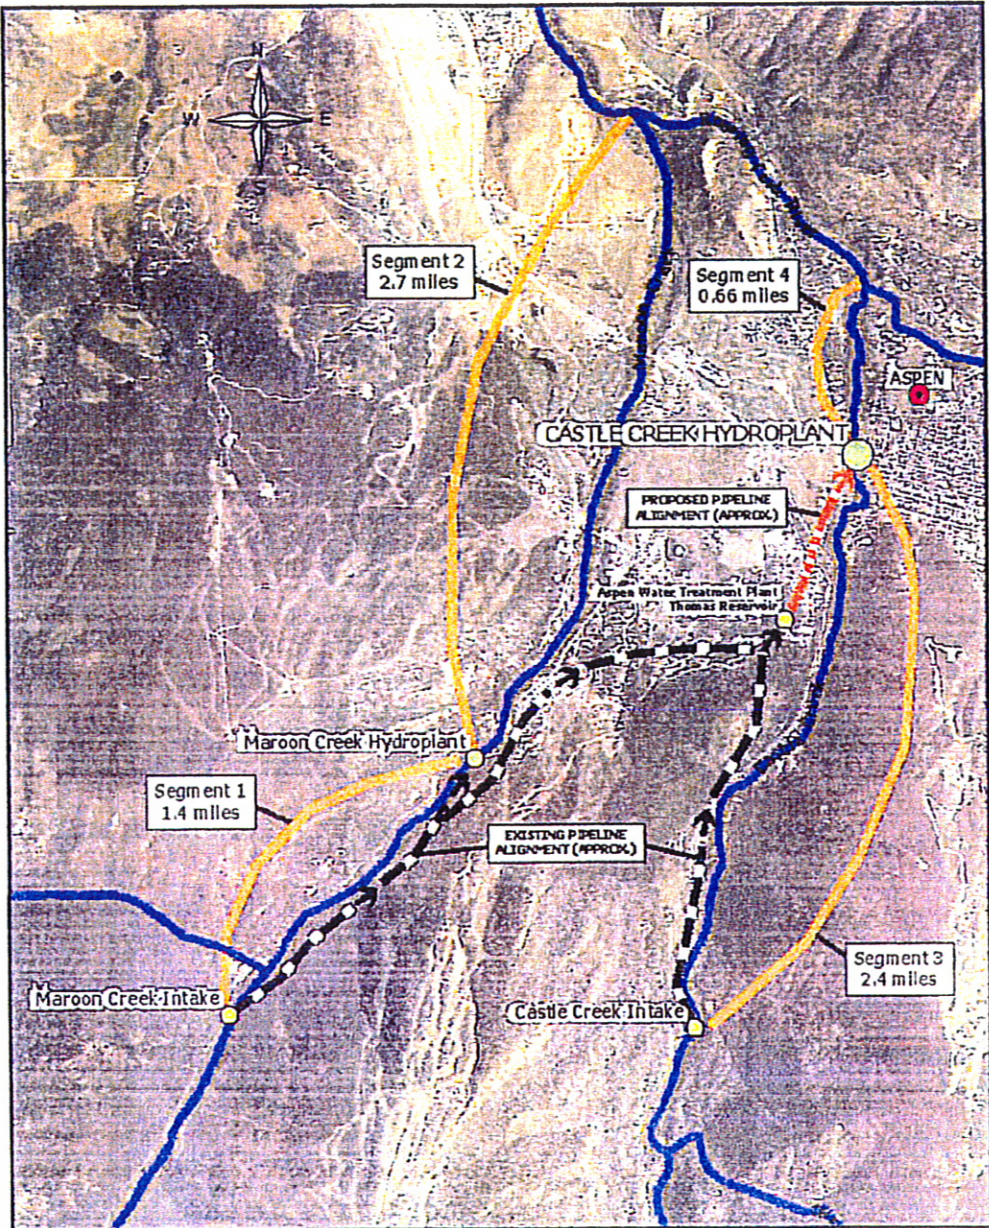 N
W
E
S
Segment 2
2.7 miles
Segment 4
0.66 miles
ASPEN
CASTLE CREEK HYDROPLANT
PROPOSED PIPELINE
ALIGNMENT (APPROX.)
Aspen Water Treatment Plant
Thomas Reservoir
Maroon Creek Hydroplant
Segment 1
1.4 miles
EXISTING PIPELINE
ALIGNMENT (APPROX.)
Segment 3
2.4 miles
Maroon Creek Intake
Castle Creek Intake